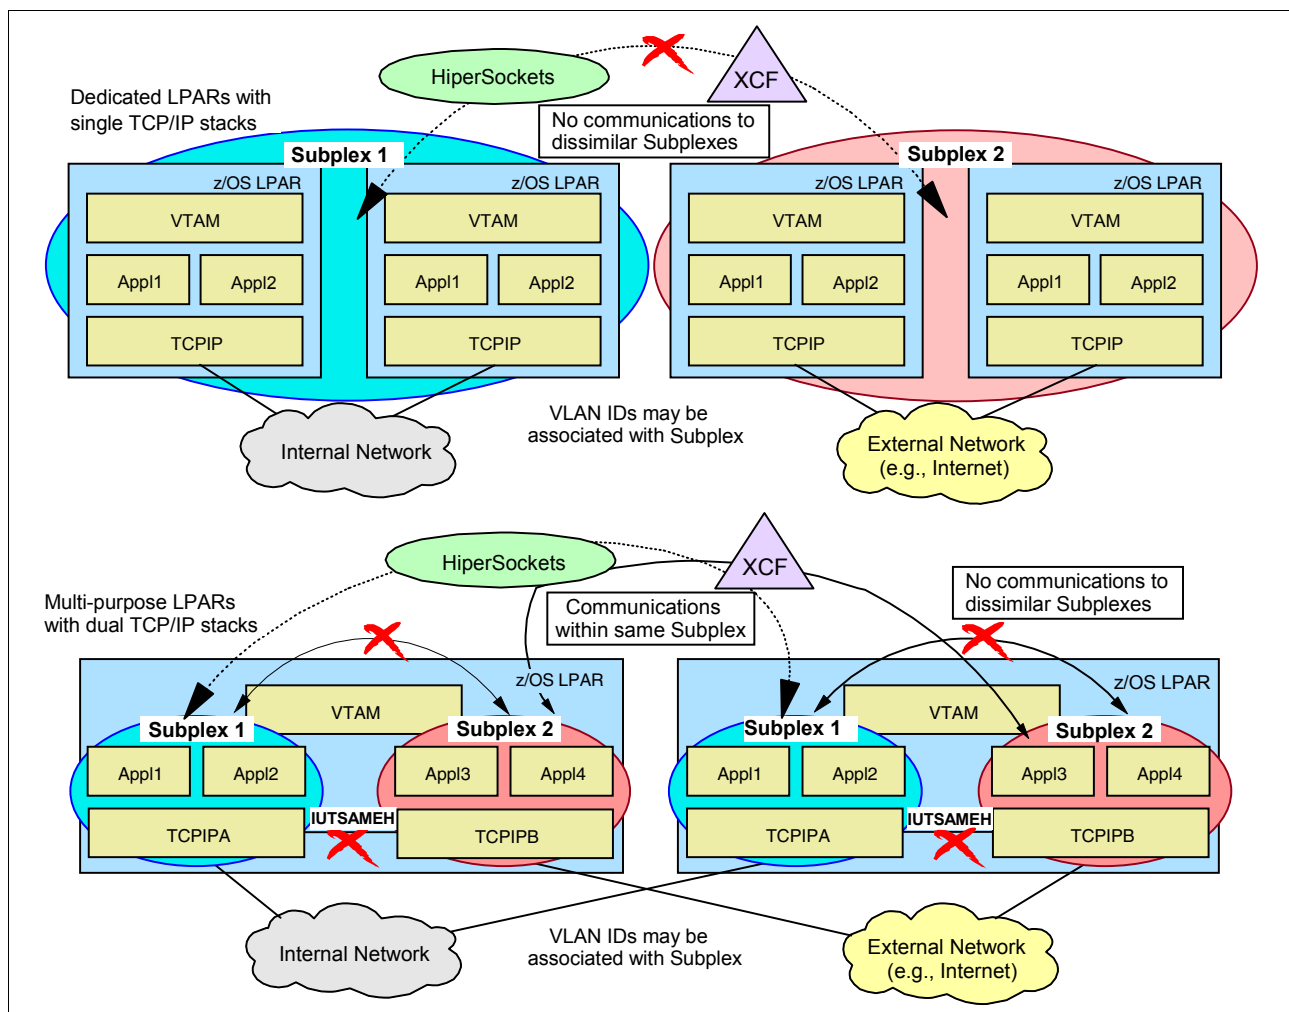 HiperSockets
XCF
Dedicated LPARs with
single TCP/IP stacks
No communications to
dissimilar Subplexes
Subplex 1
Subplex 2
z/OS LPAR
z/OS LPAR
z/OS LPAR
z/OS LPAR
VTAM
VTAM
VTAM
VTAM
Appl1
Appl2
Appl1
Appl2
Appl1
Appl2
Appl1
Appl2
TCPIP
TCPIP
TCPIP
TCPIP
Internal Network
VLAN IDs may be
associated with Subplex
External Network
(e.g., Internet)
HiperSockets
XCF
No communications to
dissimilar Subplexes
Multi-purpose LPARs
with dual TCP/IP stacks
Communications
within same Subplex
z/OS LPAR
z/OS LPAR
VTAM
VTAM
Subplex 1
Subplex 2
Subplex 1
Subplex 2
Appl1
Appl2
Appl3
Appl4
Appl1
Appl2
Appl3
Appl4
IUTSAMEH
IUTSAMEH
TCPIPA
TCPIPB
TCPIPA
TCPIPB
Internal Network
VLAN IDs may be
associated with Subplex
External Network
(e.g., Internet)